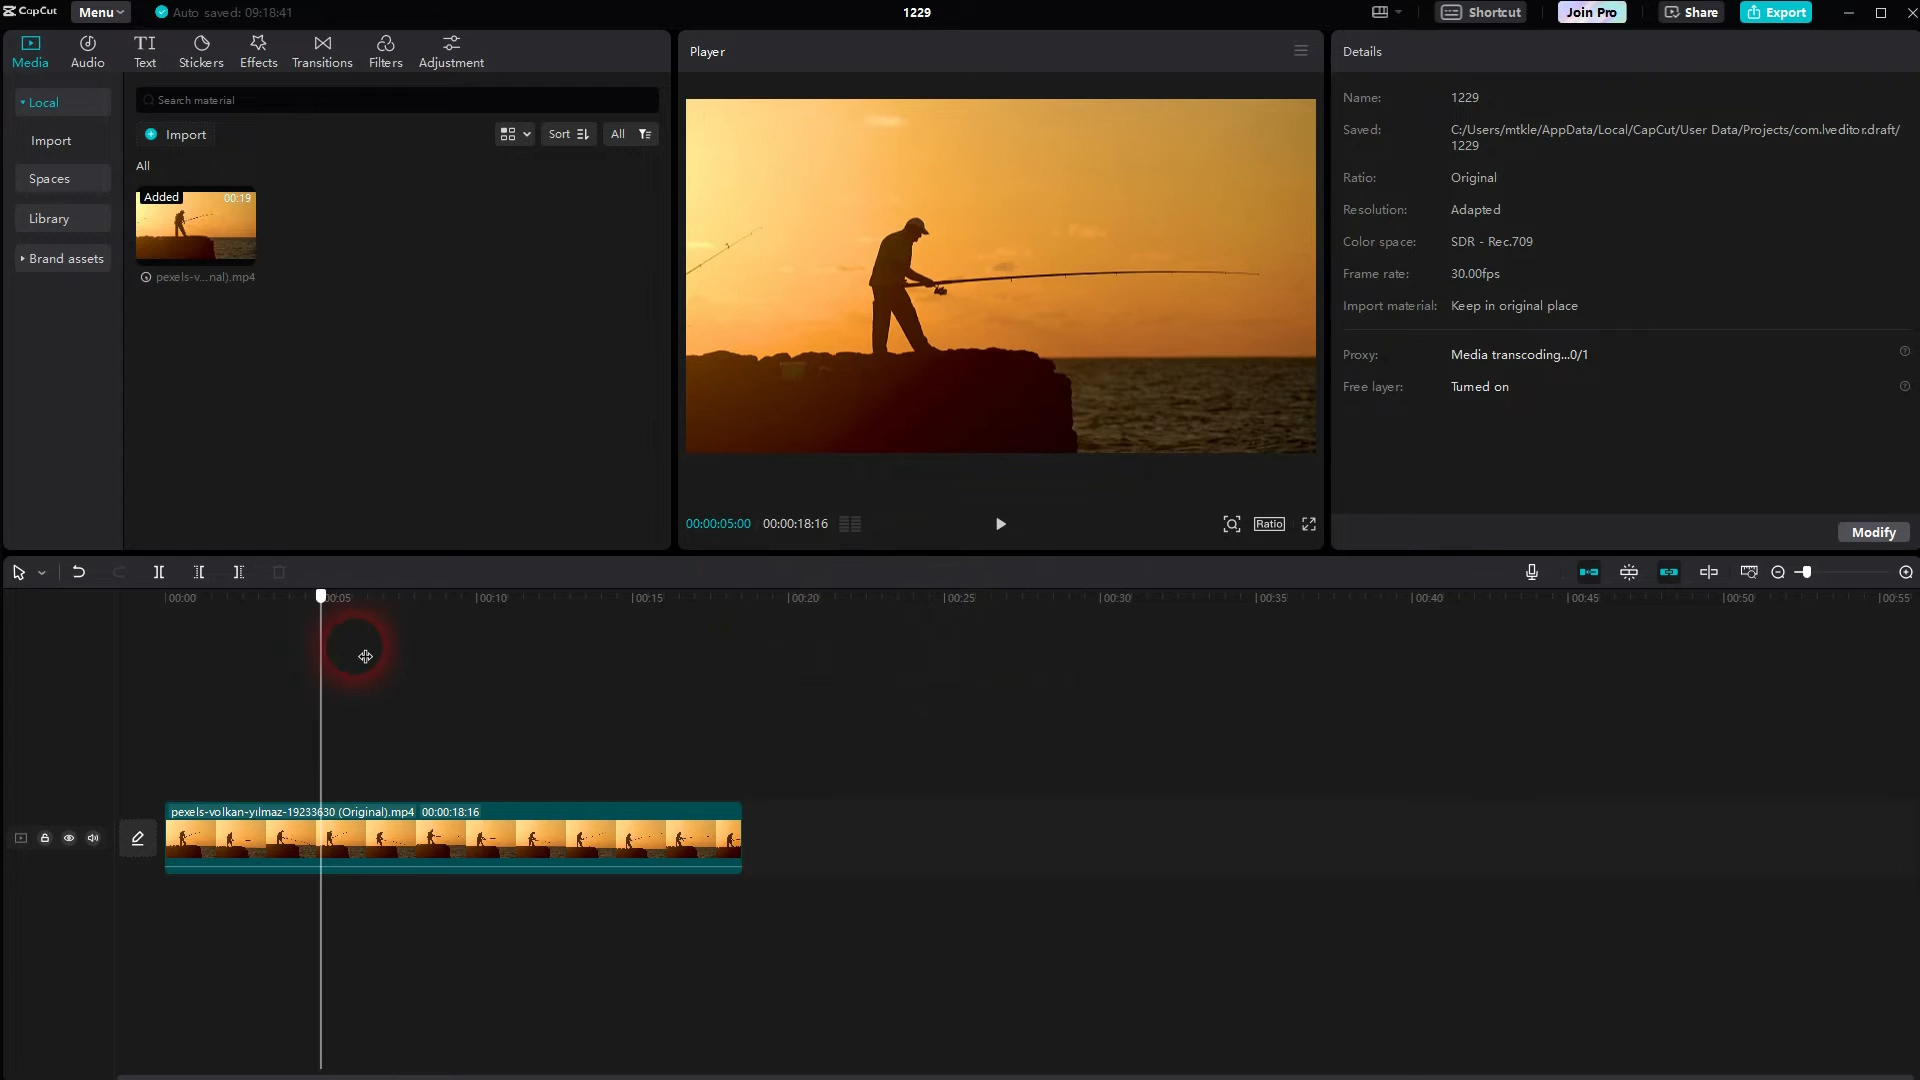 CapCut
Menu
Auto saved: 09:18:41
1229
Shortcut
Join Pro
Share
Export
Media
Audio
TI
Text
Stickers
Effects
Transitions
Filters
Adjustment
Local
Import
Spaces
Library
Brand assets
Search material
Import
Sort
All
All
Added
00:19
pexels-v...nal).mp4
Player
00:00:05:00
00:00:18:16
Ratio
Details
Name: 1229
Saved: C:/Users/mtkle/AppData/Local/CapCut/User Data/Projects/com.lveditor.draft/
1229
Ratio: Original
Resolution: Adapted
Color space: SDR - Rec.709
Frame rate: 30.00fps
Import material: Keep in original place
Proxy: Media transcoding...0/1
Free layer: Turned on
Modify
00:00 00:05 00:10 00:15 00:20 00:25 00:30 00:35 00:40 00:45 00:50 00:55
pexels-volkan-yılmaz-19233630 (Original).mp4 00:00:18:16